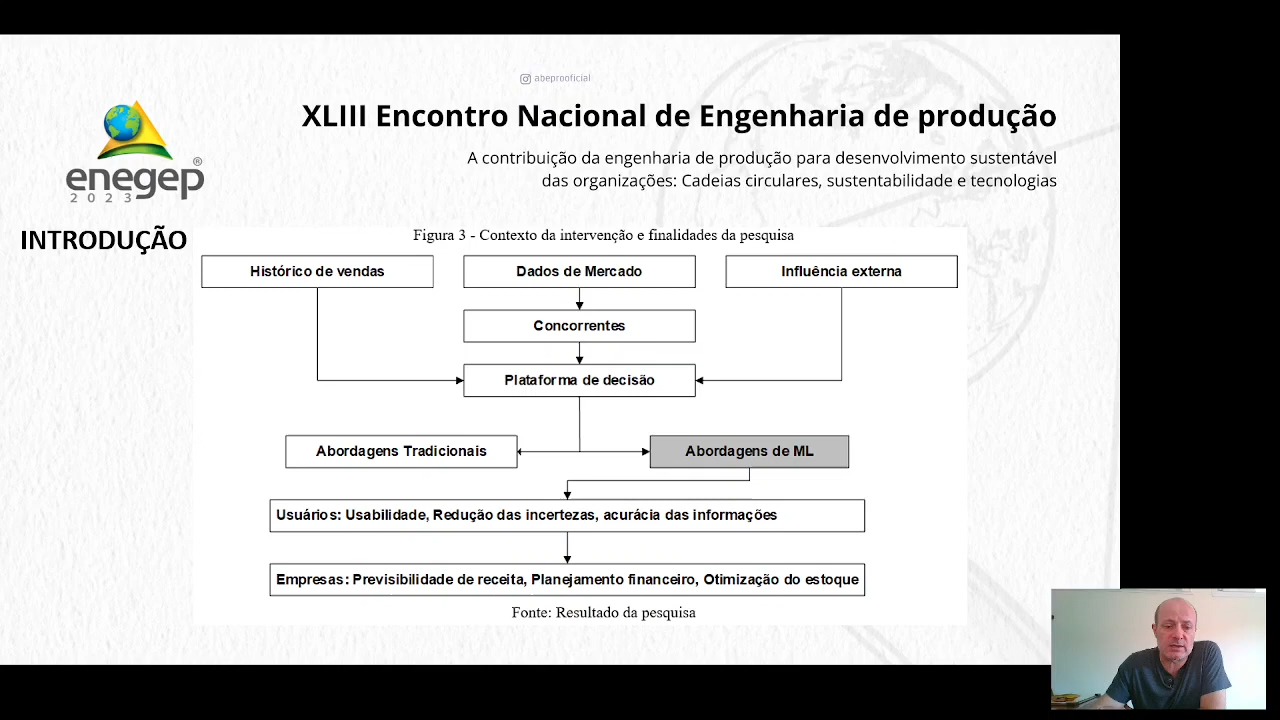 abeprooficial
XLIII Encontro Nacional de Engenharia de produção
A contribuição da engenharia de produção para desenvolvimento sustentável
das organizações: Cadeias circulares, sustentabilidade e tecnologias
enegep®
2023
INTRODUÇÃO
Figura 3 - Contexto da intervenção e finalidades da pesquisa
Histórico de vendas
Dados de Mercado
Influência externa
Concorrentes
Plataforma de decisão
Abordagens Tradicionais
Abordagens de ML
Usuários: Usabilidade, Redução das incertezas, acurácia das informações
Empresas: Previsibilidade de receita, Planejamento financeiro, Otimização do estoque
Fonte: Resultado da pesquisa